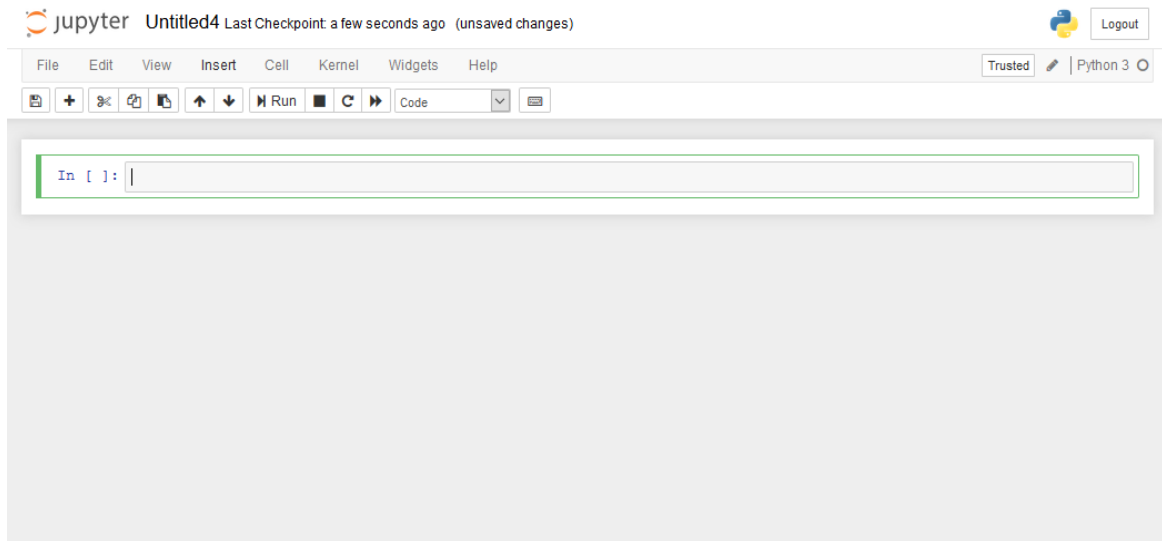 jupyter Untitled4 Last Checkpoint: a few seconds ago (unsaved changes) Logout
File Edit View Insert Cell Kernel Widgets Help Trusted Python 3
Run Code
In [ ]: